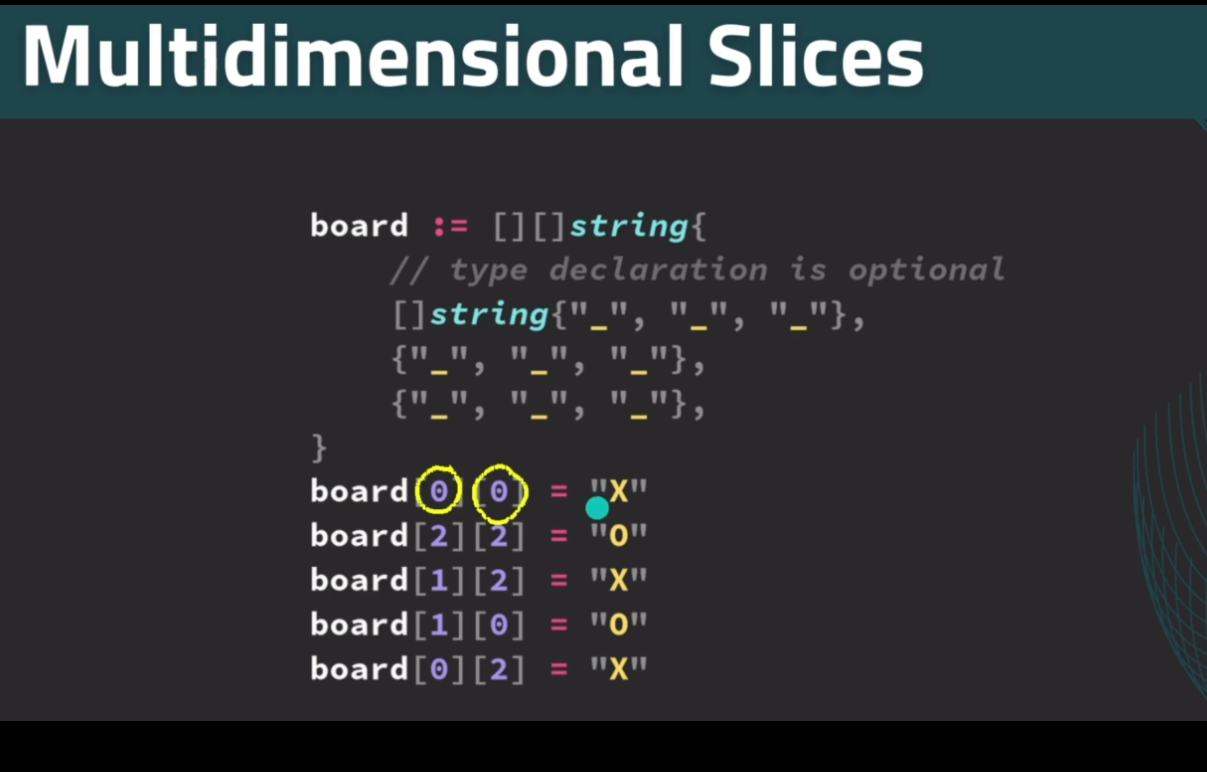 Multidimensional Slices
board := [][]string{
    // type declaration is optional
    []string{"_", "_", "_"},
    {"_", "_", "_"},
    {"_", "_", "_"},
}
board[0][0] = "X"
board[2][2] = "O"
board[1][2] = "X"
board[1][0] = "O"
board[0][2] = "X"